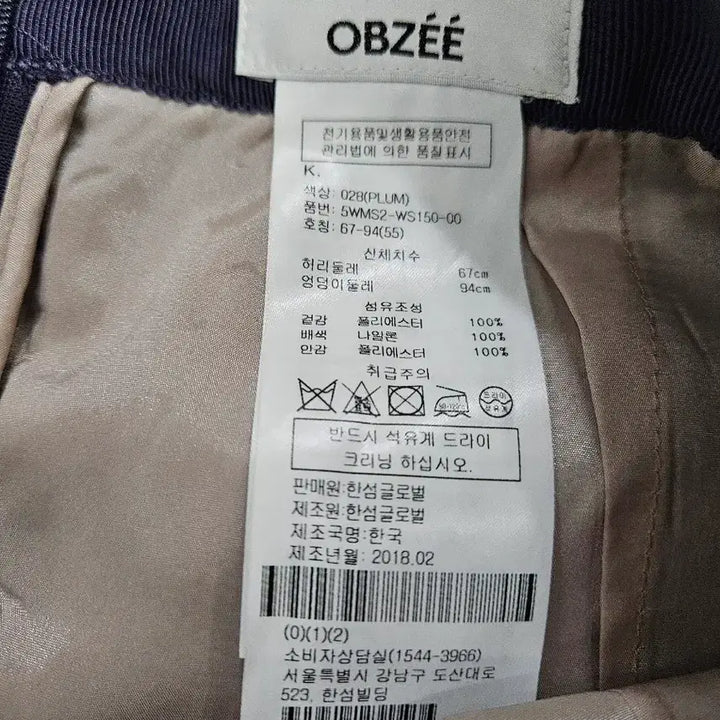 OBZÉÉ
전기용품및생활용품안전
관리법에 의한 품질표시
K.
색상: 028(PLUM)
품번: 5WMS2-WS150-00
호칭: 67-94(55)
신체치수
허리둘레 67cm
엉덩이둘레 94cm
섬유조성
겉감 폴리에스터 100%
배색 나일론 100%
안감 폴리에스터 100%
취급주의
드라이
석유계
반드시 석유계 드라이
크리닝 하십시오.
판매원:한섬글로벌
제조원:한섬글로벌
제조국명:한국
제조년월: 2018.02
(0)(1)(2)
소비자상담실(1544-3966)
서울특별시 강남구 도산대로
523, 한섬빌딩